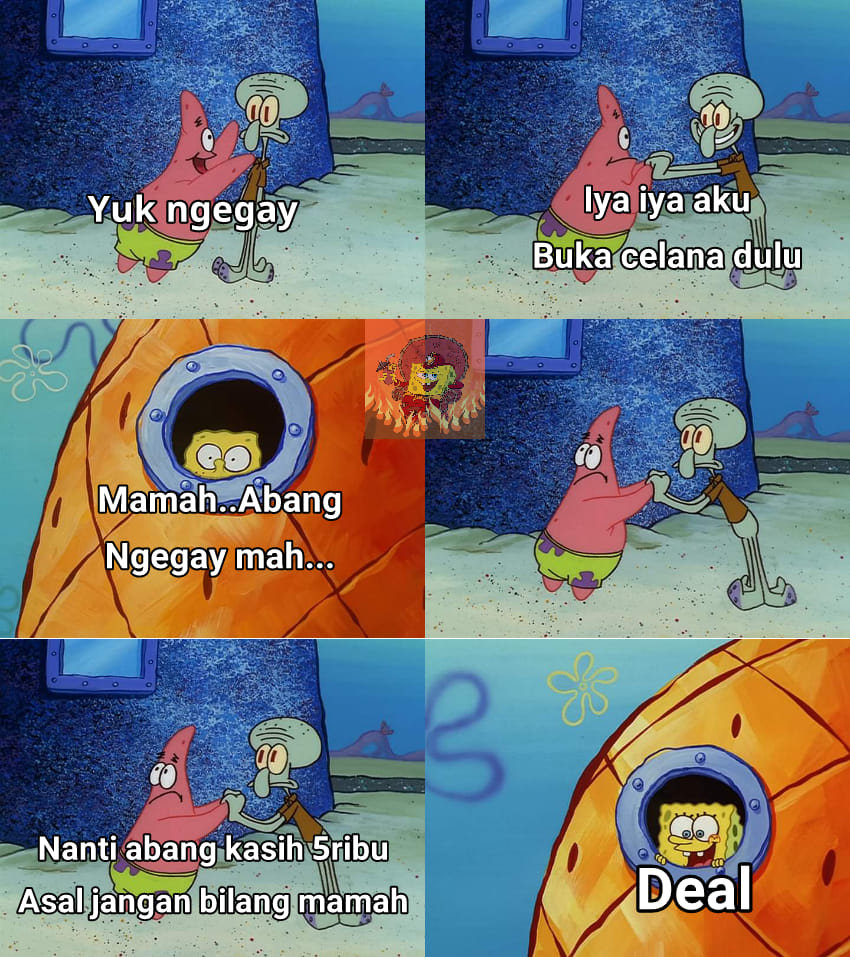 Yuk ngegay
Iya iya aku
Buka celana dulu
Mamah..Abang
Ngegay mah...
Nanti abang kasih 5ribu
Asal jangan bilang mamah
Deal